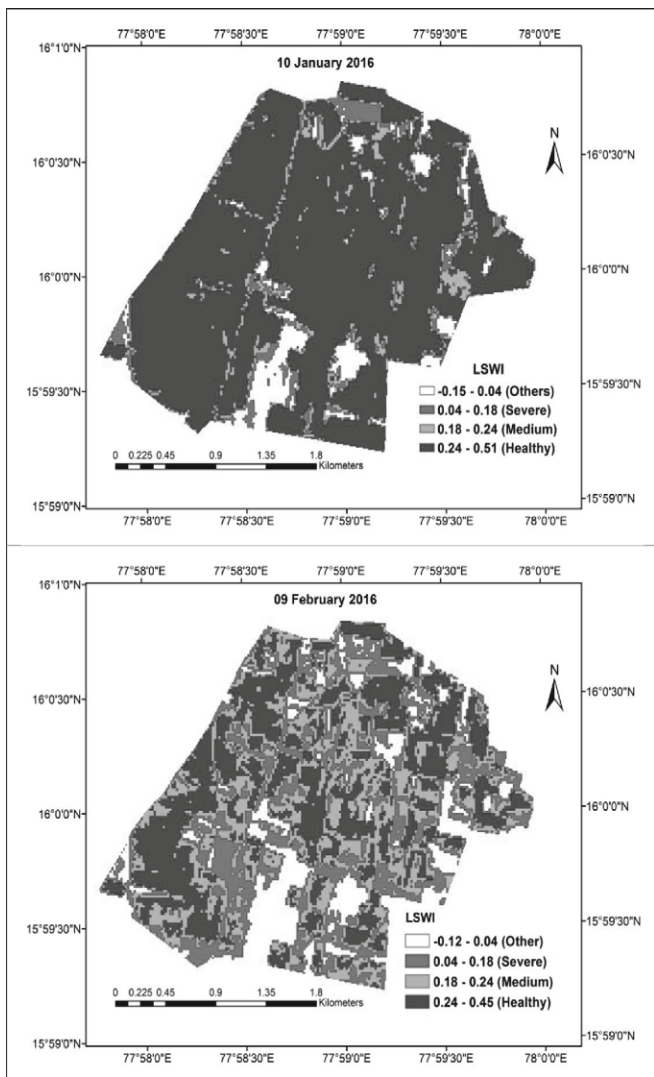 77°58'0"E 77°58'30"E 77°59'0"E 77°59'30"E 78°0'0"E
16°1'0"N
10 January 2016
N
16°0'30"N 16°0'30"N
16°0'0"N 16°0'0"N
LSWI
-0.15 - 0.04 (Others)
15°59'30"N 15°59'30"N
0.04 - 0.18 (Severe)
0.18 - 0.24 (Medium)
0.24 - 0.51 (Healthy)
0 0.225 0.45 0.9 1.35 1.8
Kilometers
15°59'0"N 15°59'0"N
77°58'0"E 77°58'30"E 77°59'0"E 77°59'30"E 78°0'0"E
77°58'0"E 77°58'30"E 77°59'0"E 77°59'30"E 78°0'0"E
16°1'0"N
09 February 2016
N
16°0'30"N 16°0'30"N
16°0'0"N 16°0'0"N
15°59'30"N 15°59'30"N
LSWI
-0.12 - 0.04 (Other)
0.04 - 0.18 (Severe)
0.18 - 0.24 (Medium)
0.24 - 0.45 (Healthy)
0 0.225 0.45 0.9 1.35 1.8
Kilometers
15°59'0"N 15°59'0"N
77°58'0"E 77°58'30"E 77°59'0"E 77°59'30"E 78°0'0"E